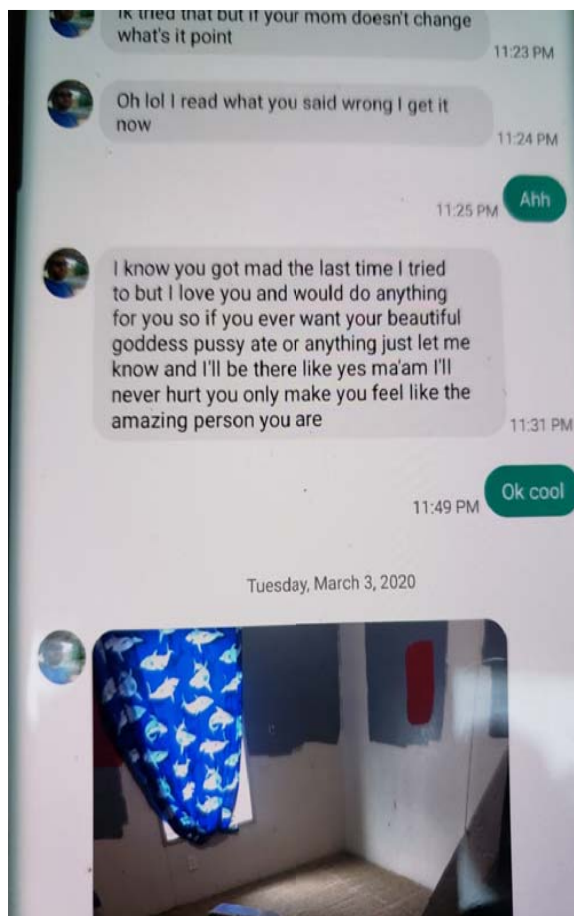 Ik tried that but if your mom doesn't change
what's it point
11:23 PM
Oh lol I read what you said wrong I get it
now
11:24 PM
Ahh
11:25 PM
I know you got mad the last time I tried
to but I love you and would do anything
for you so if you ever want your beautiful
goddess pussy ate or anything just let me
know and I'll be there like yes ma'am I'll
never hurt you only make you feel like the
amazing person you are
11:31 PM
Ok cool
11:49 PM
Tuesday, March 3, 2020